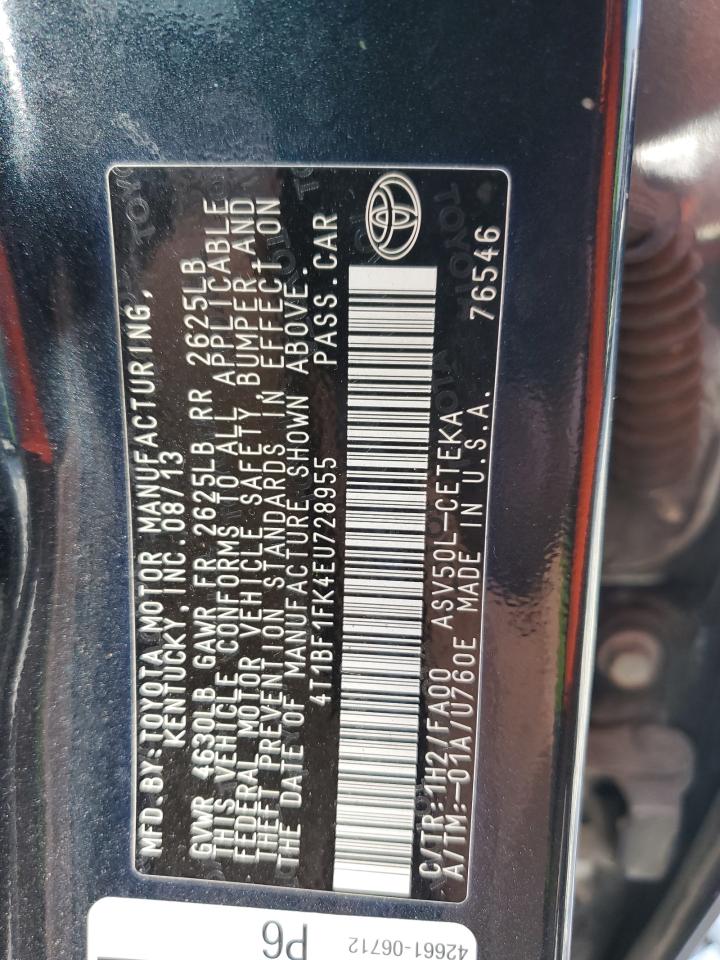 MFD.BY:TOYOTA MOTOR MANUFACTURING,
KENTUCKY, INC. 08/13
GVWR 4630LB GAWR FR 2625LB RR 2625LB
THIS VEHICLE CONFORMS TO ALL APPLICABLE
FEDERAL MOTOR VEHICLE SAFETY, BUMPER AND
THEFT PREVENTION STANDARDS IN EFFECT ON
THE DATE OF MANUFACTURE SHOWN ABOVE.
4T1BF1FK4EU728955 PASS.CAR
C/TR:1H2/FA00 ASV50L-CETEKA
A/TM:-01A/U760E MADE IN U.S.A. 76546
P6
42661-06712